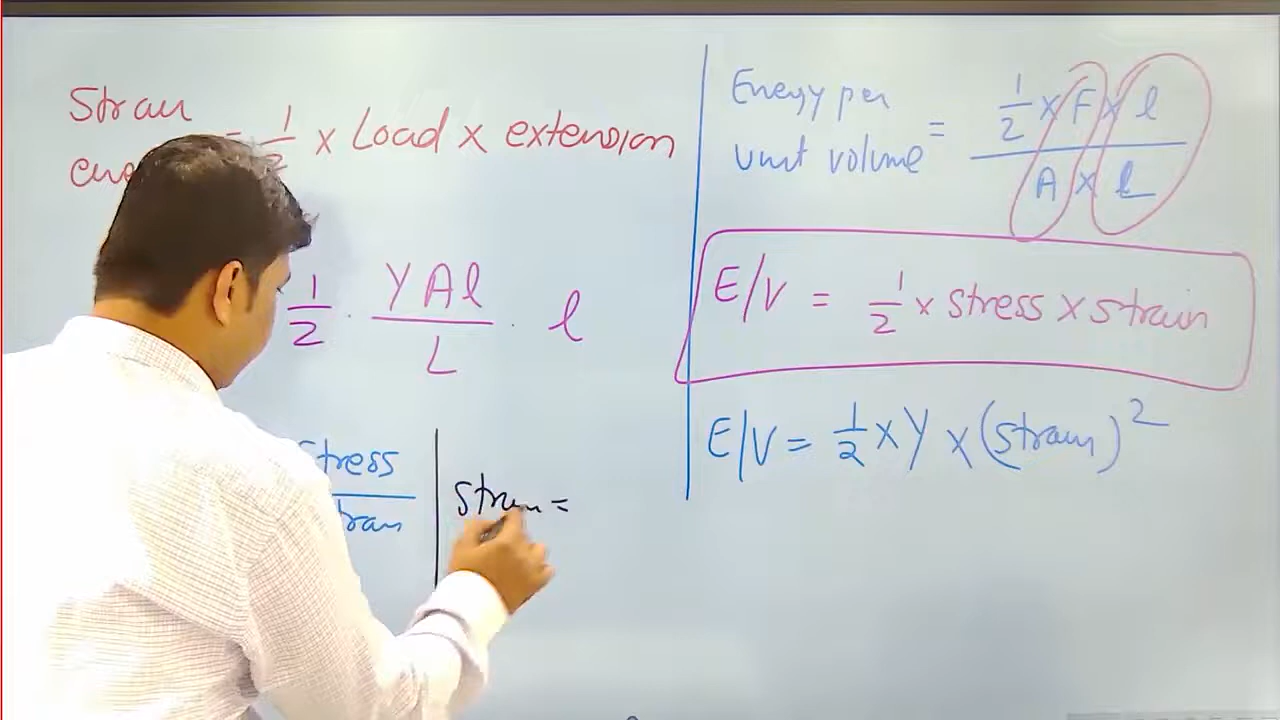 Strain
= 1/2 × Load × extension
1/2 . YAl/L . l
Stress
strain =
Energy per
unit volume = 1/2 × F × l / A × L
E/V = 1/2 × stress × strain
E/V = 1/2 × Y × (strain)²